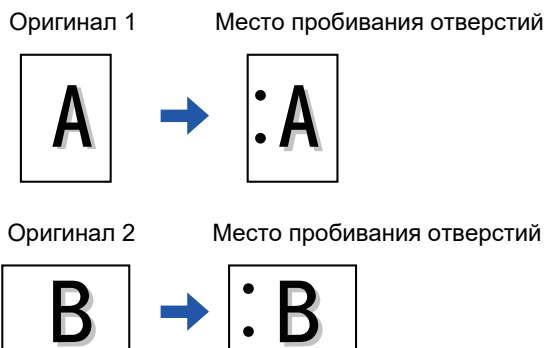 Оригинал 1 Место пробивания отверстий
A A
Оригинал 2 Место пробивания отверстий
B B